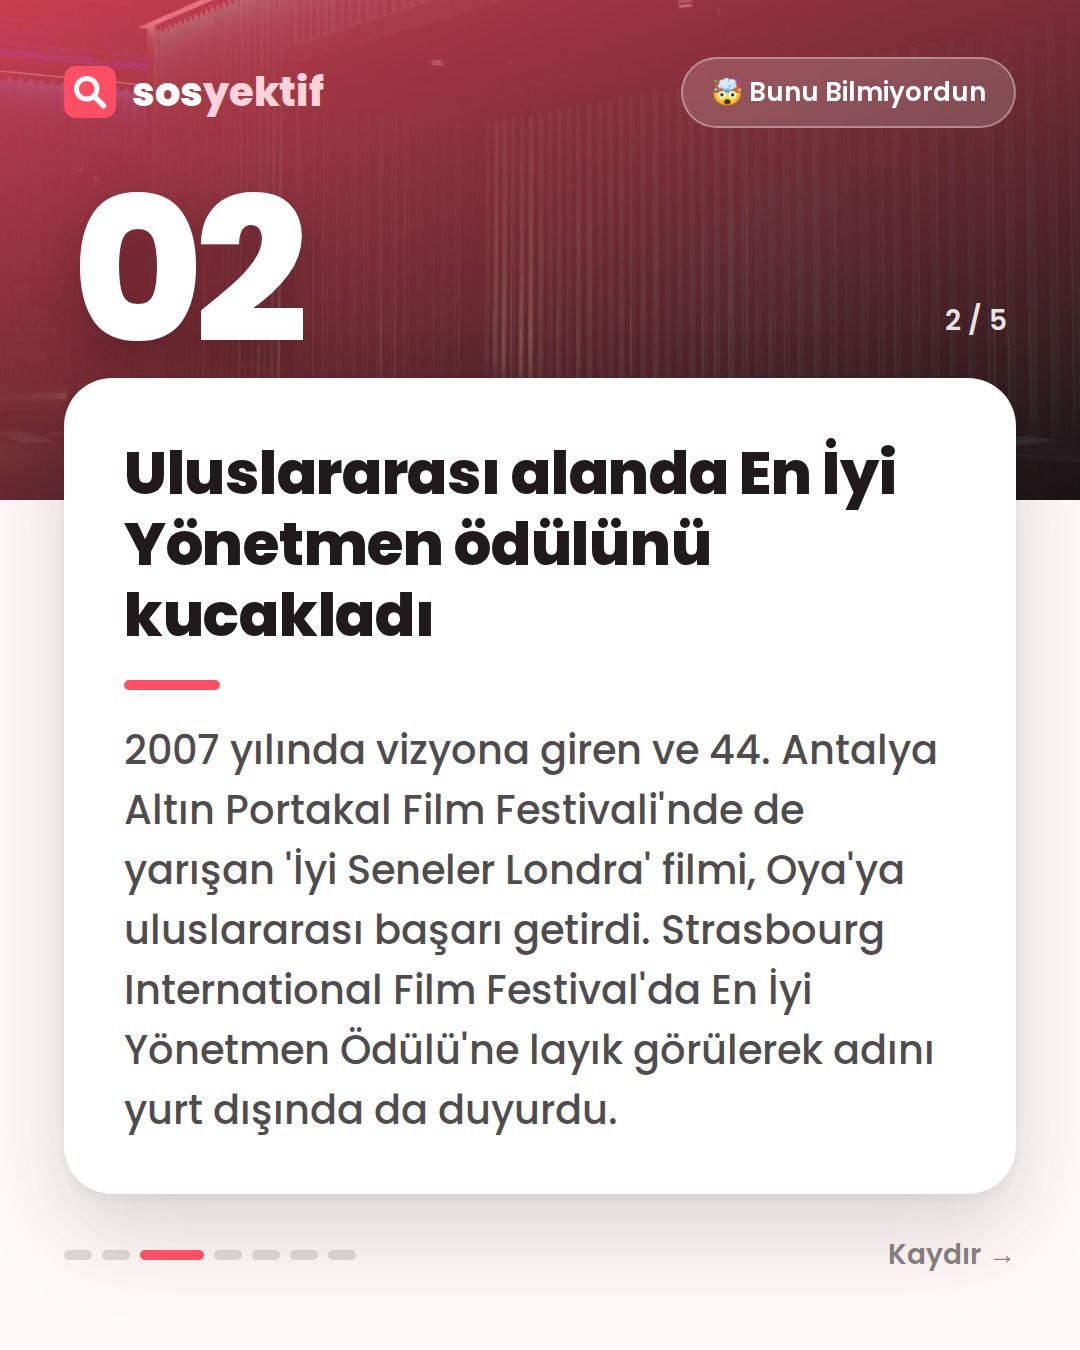 sosyektif
🤯 Bunu Bilmiyordun
02
2 / 5
Uluslararası alanda En İyi
Yönetmen ödülünü
kucakladı
2007 yılında vizyona giren ve 44. Antalya
Altın Portakal Film Festivali'nde de
yarışan 'İyi Seneler Londra' filmi, Oya'ya
uluslararası başarı getirdi. Strasbourg
International Film Festival'da En İyi
Yönetmen Ödülü'ne layık görülerek adını
yurt dışında da duyurdu.
Kaydır →